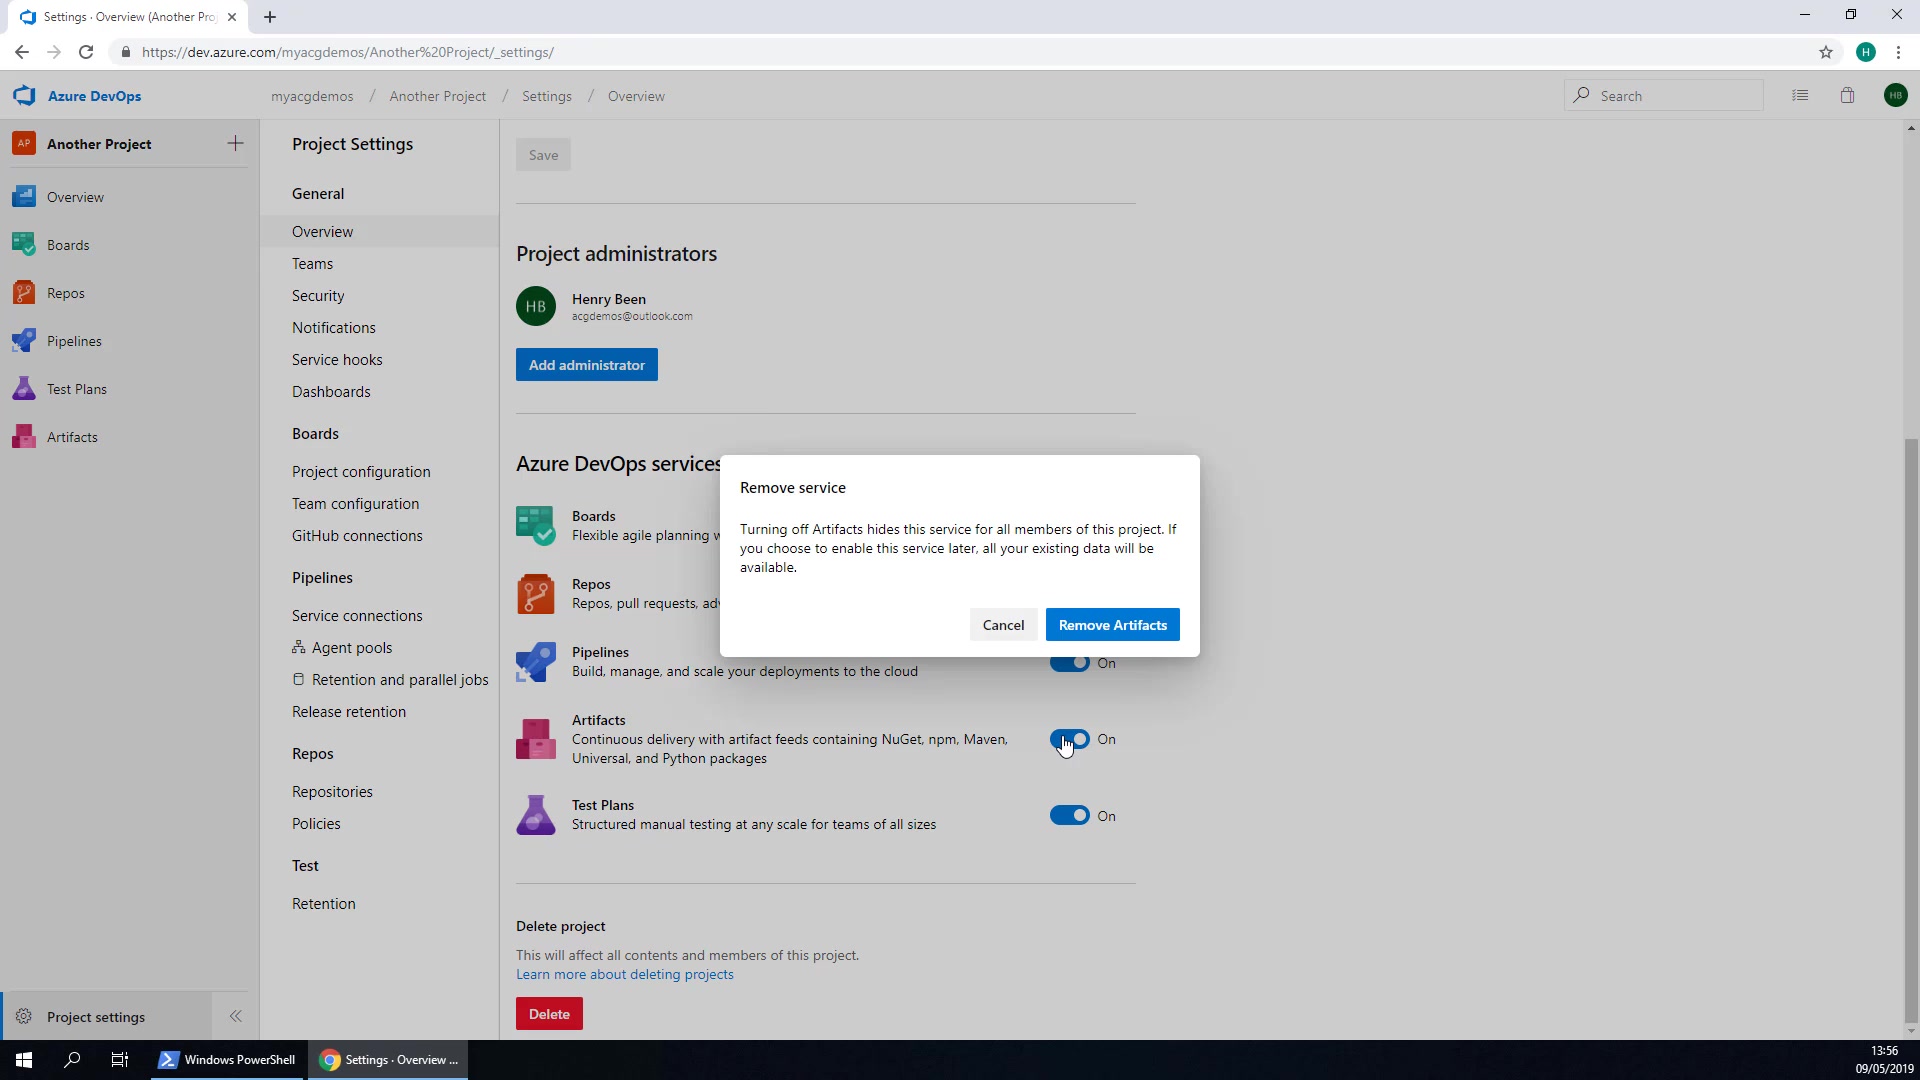 Settings · Overview (Another Pro
https://dev.azure.com/myacgdemos/Another%20Project/_settings/
H
Azure DevOps
myacgdemos / Another Project / Settings / Overview
Search
HB
AP Another Project
Overview
Boards
Repos
Pipelines
Test Plans
Artifacts
Project settings
Project Settings
General
Overview
Teams
Security
Notifications
Service hooks
Dashboards
Boards
Project configuration
Team configuration
GitHub connections
Pipelines
Service connections
Agent pools
Retention and parallel jobs
Release retention
Repos
Repositories
Policies
Test
Retention
Save
Project administrators
HB
Henry Been
acgdemos@outlook.com
Add administrator
Azure DevOps services
Boards
Flexible agile planning w
Repos
Repos, pull requests, adv
Pipelines
Build, manage, and scale your deployments to the cloud
On
Artifacts
Continuous delivery with artifact feeds containing NuGet, npm, Maven,
Universal, and Python packages
On
Test Plans
Structured manual testing at any scale for teams of all sizes
On
Remove service
Turning off Artifacts hides this service for all members of this project. If
you choose to enable this service later, all your existing data will be
available.
Cancel
Remove Artifacts
Delete project
This will affect all contents and members of this project.
Learn more about deleting projects
Delete
Windows PowerShell
Settings · Overview ...
13:56
09/05/2019